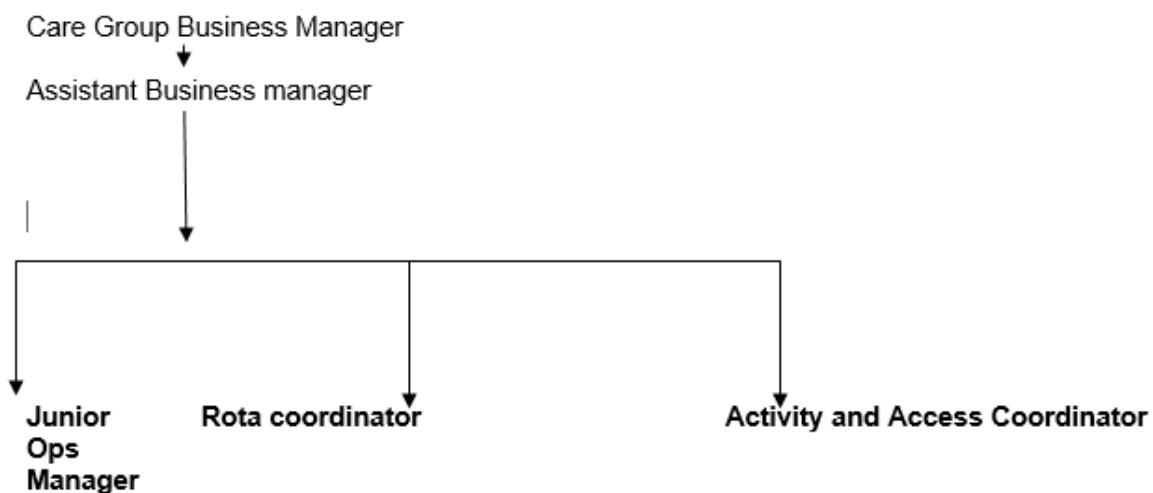 Care Group Business Manager
Assistant Business manager
Junior Rota coordinator Activity and Access Coordinator
Ops
Manager